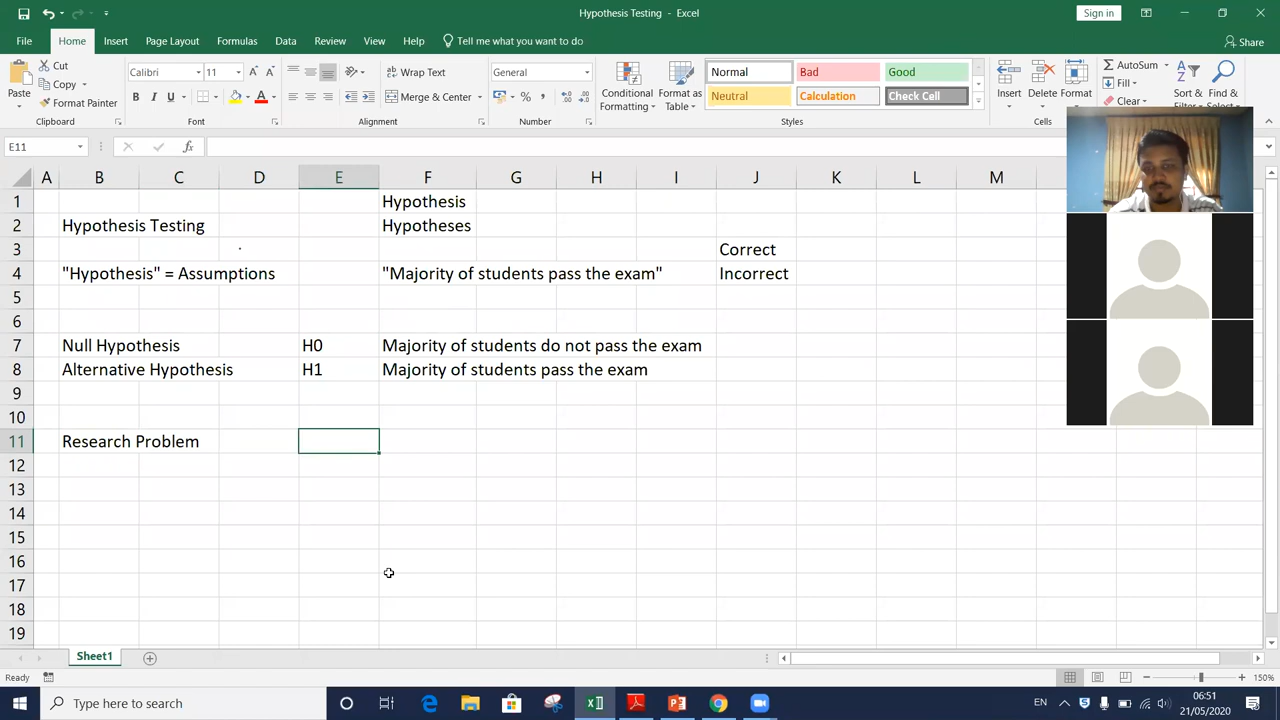 Hypothesis Testing - Excel
Sign in
File Home Insert Page Layout Formulas Data Review View Help Tell me what you want to do Share
Paste
Cut
Copy
Format Painter
Clipboard
Calibri 11
B I U
Font
Wrap Text
Merge & Center
Alignment
General
Number
Conditional Formatting
Format as Table
Normal Bad Good
Neutral Calculation Check Cell
Styles
Insert Delete Format
Cells
AutoSum
Fill
Clear
Sort &
Find &
E11
fx
A B C D E F G H I J K L M
1 Hypothesis
2 Hypothesis Testing Hypotheses
3 Correct
4 "Hypothesis" = Assumptions "Majority of students pass the exam" Incorrect
5
6
7 Null Hypothesis H0 Majority of students do not pass the exam
8 Alternative Hypothesis H1 Majority of students pass the exam
9
10
11 Research Problem
12
13
14
15
16
17
18
19
Sheet1
Ready 150%
Type here to search
EN
06:51
21/05/2020